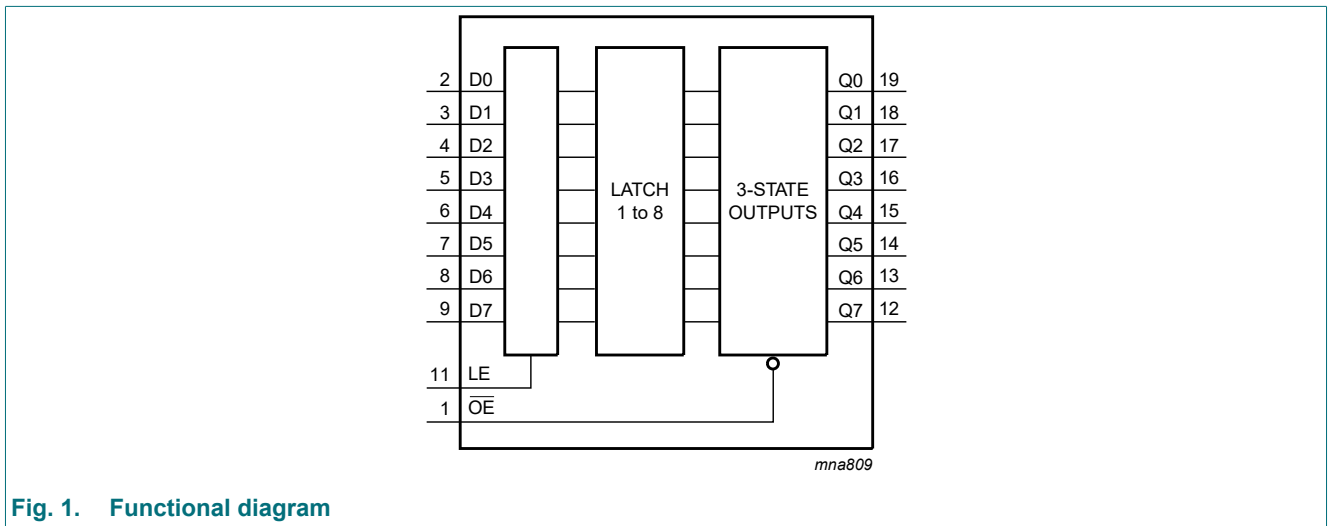 2 D0 Q0 19
3 D1 Q1 18
4 D2 Q2 17
5 D3 Q3 16
6 D4 Q4 15
7 D5 Q5 14
8 D6 Q6 13
9 D7 Q7 12
LATCH
1 to 8
3-STATE
OUTPUTS
11 LE
1 O̅E̅
mna809
Fig. 1. Functional diagram